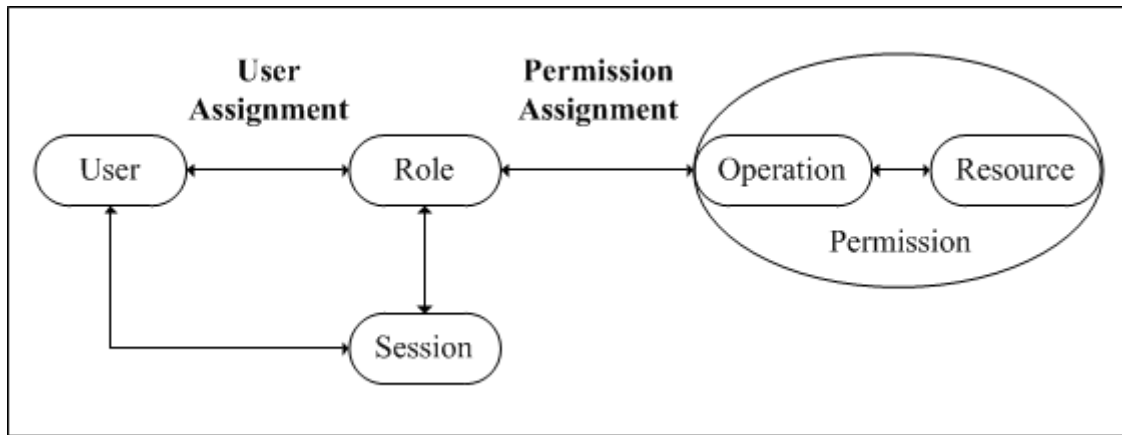 User
Assignment
Permission
Assignment
User
Role
Operation
Resource
Permission
Session